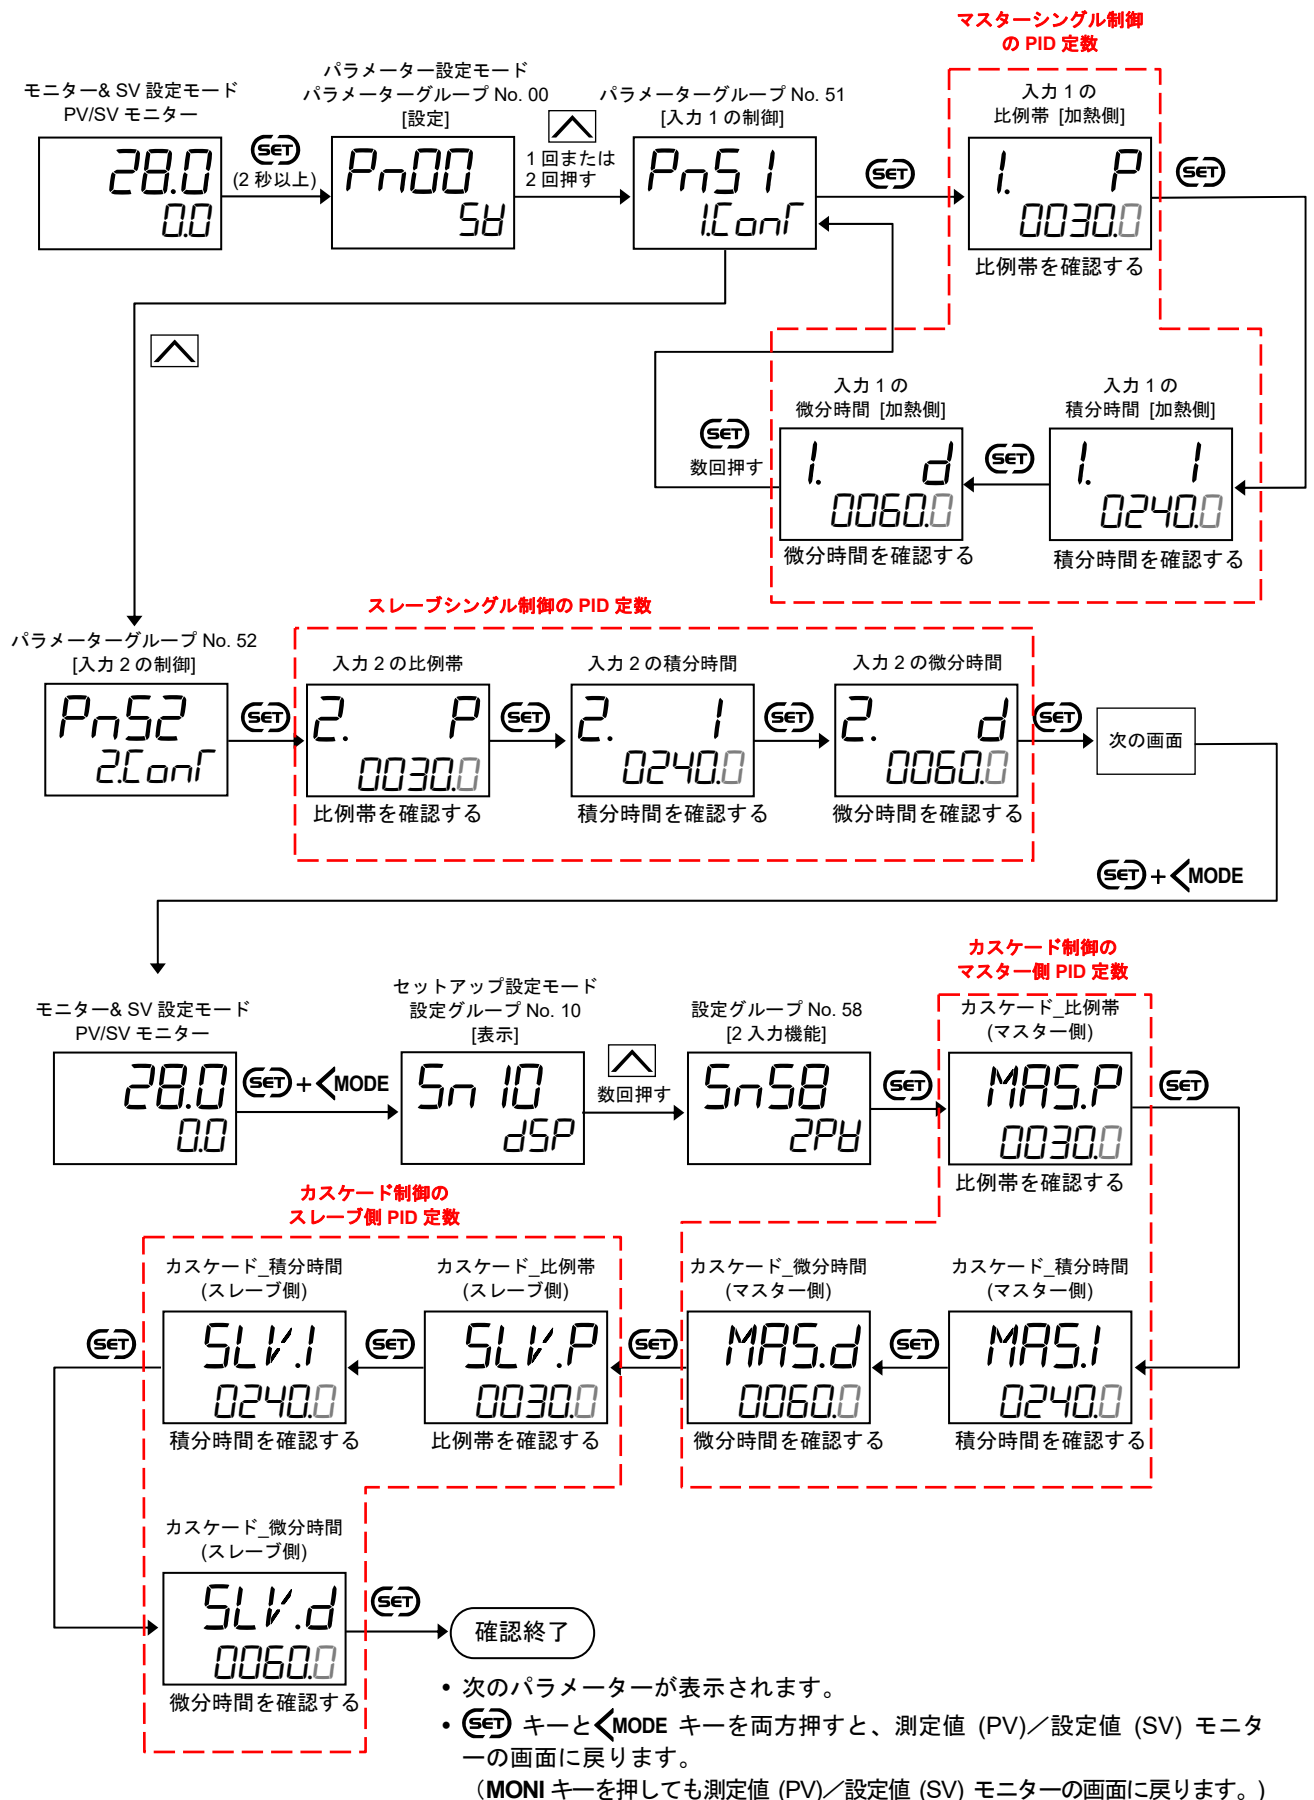 マスターシングル制御
の PID 定数
モニター& SV 設定モード
PV/SV モニター
28.0
0.0
SET
(2 秒以上)
パラメーター設定モード
パラメーターグループ No. 00
[設定]
Pn00
SV
1 回または
2 回押す
パラメーターグループ No. 51
[入力 1 の制御]
Pn51
1.Cont
SET
入力 1 の
比例帯 [加熱側]
1. P
0030.0
比例帯を確認する
SET
入力 1 の
積分時間 [加熱側]
1. I
0240.0
積分時間を確認する
SET
入力 1 の
微分時間 [加熱側]
1. d
0060.0
微分時間を確認する
SET
数回押す
スレーブシングル制御の PID 定数
パラメーターグループ No. 52
[入力 2 の制御]
Pn52
2.Cont
SET
入力 2 の比例帯
2. P
0030.0
比例帯を確認する
SET
入力 2 の積分時間
2. I
0240.0
積分時間を確認する
SET
入力 2 の微分時間
2. d
0060.0
微分時間を確認する
SET
次の画面
SET + <MODE
モニター& SV 設定モード
PV/SV モニター
28.0
0.0
SET + <MODE
セットアップ設定モード
設定グループ No. 10
[表示]
Sn10
dSP
数回押す
設定グループ No. 58
[2 入力機能]
Sn58
2PV
SET
カスケード制御の
マスター側 PID 定数
カスケード_比例帯
(マスター側)
MAS.P
0030.0
比例帯を確認する
SET
カスケード_積分時間
(マスター側)
MAS.I
0240.0
積分時間を確認する
SET
カスケード_微分時間
(マスター側)
MAS.d
0060.0
微分時間を確認する
SET
カスケード制御の
スレーブ側 PID 定数
カスケード_比例帯
(スレーブ側)
SLV.P
0030.0
比例帯を確認する
SET
カスケード_積分時間
(スレーブ側)
SLV.I
0240.0
積分時間を確認する
SET
カスケード_微分時間
(スレーブ側)
SLV.d
0060.0
微分時間を確認する
SET
確認終了
• 次のパラメーターが表示されます。
• SET キーと <MODE キーを両方押すと、測定値 (PV)／設定値 (SV) モニタ
ーの画面に戻ります。
（MONI キーを押しても測定値 (PV)／設定値 (SV) モニターの画面に戻ります。)